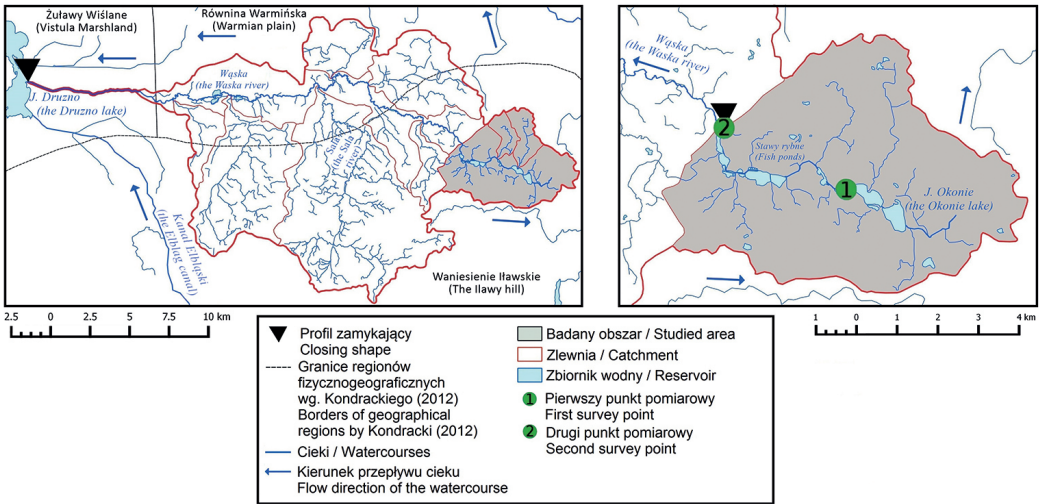 Żuławy Wiślane
(Vistula Marshland)
Równina Warmińska
(Warmian plain)
Wąska
(the Waska river)
J. Druzno
(the Druzno lake)
Sala
(the Sala
river)
Kanał Elbląski
(the Elblag canal)
Waniesienie Iławskie
(The Ilawy hill)
2.5 0 2.5 5 10 km
Wąska
(the Waska river)
2
Stawy rybne
(Fish ponds)
1
J. Okonie
(the Okonie lake)
1 0 1 2 3 4 km
Profil zamykający
Closing shape
Granice regionów
fizycznogeograficznych
wg. Kondrackiego (2012)
Borders of geographical
regions by Kondracki (2012)
Cieki / Watercourses
Kierunek przepływu cieku
Flow direction of the watercourse
Badany obszar / Studied area
Zlewnia / Catchment
Zbiornik wodny / Reservoir
1 Pierwszy punkt pomiarowy
First survey point
2 Drugi punkt pomiarowy
Second survey point